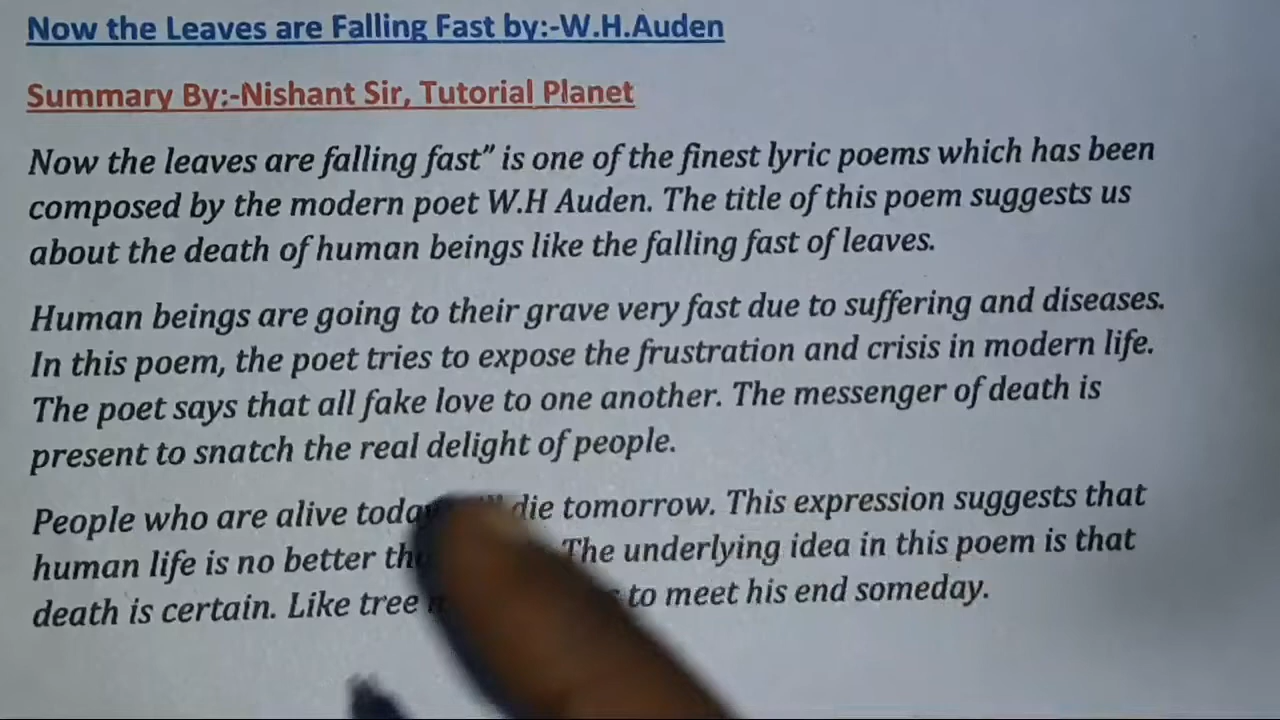 Now the Leaves are Falling Fast by:-W.H.Auden
Summary By:-Nishant Sir, Tutorial Planet
Now the leaves are falling fast” is one of the finest lyric poems which has been
composed by the modern poet W.H Auden. The title of this poem suggests us
about the death of human beings like the falling fast of leaves.
Human beings are going to their grave very fast due to suffering and diseases.
In this poem, the poet tries to expose the frustration and crisis in modern life.
The poet says that all fake love to one another. The messenger of death is
present to snatch the real delight of people.
People who are alive today die tomorrow. This expression suggests that
human life is no better The underlying idea in this poem is that
death is certain. Like tree to meet his end someday.